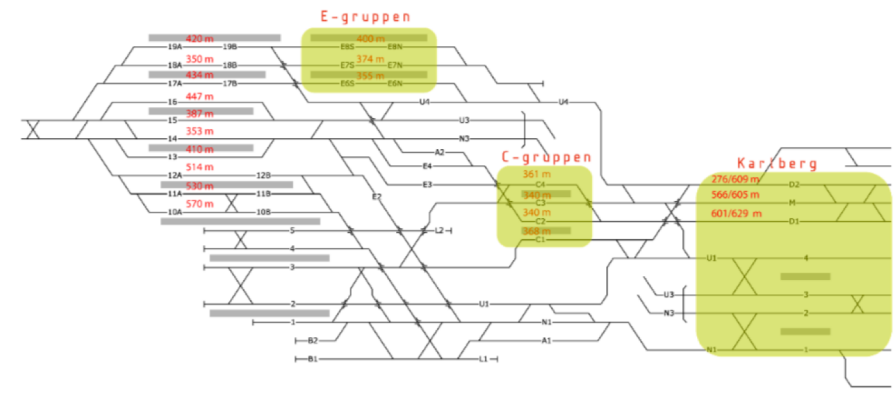 E-gruppen
420 m
19A 19B
400 m
E8S E8N
350 m
18A 18B
374 m
E7S E7N
434 m
17A 17B
355 m
E6S E6N
447 m
16
U4 U4
387 m
15
U3
353 m
14
N3
410 m
13
A2
C-gruppen
Karlberg
514 m
12A 12B
E4
361 m
276/609 m
530 m
11A 11B
E3
C4
D2
E2
340 m
C3
566/605 m
M
570 m
10A 10B
340 m
C2
601/629 m
D1
5
L2
368 m
C1
4
U1
4
3
U3
3
2
U1
N3
2
1
N1
B2
A1
N1
1
B1
L1